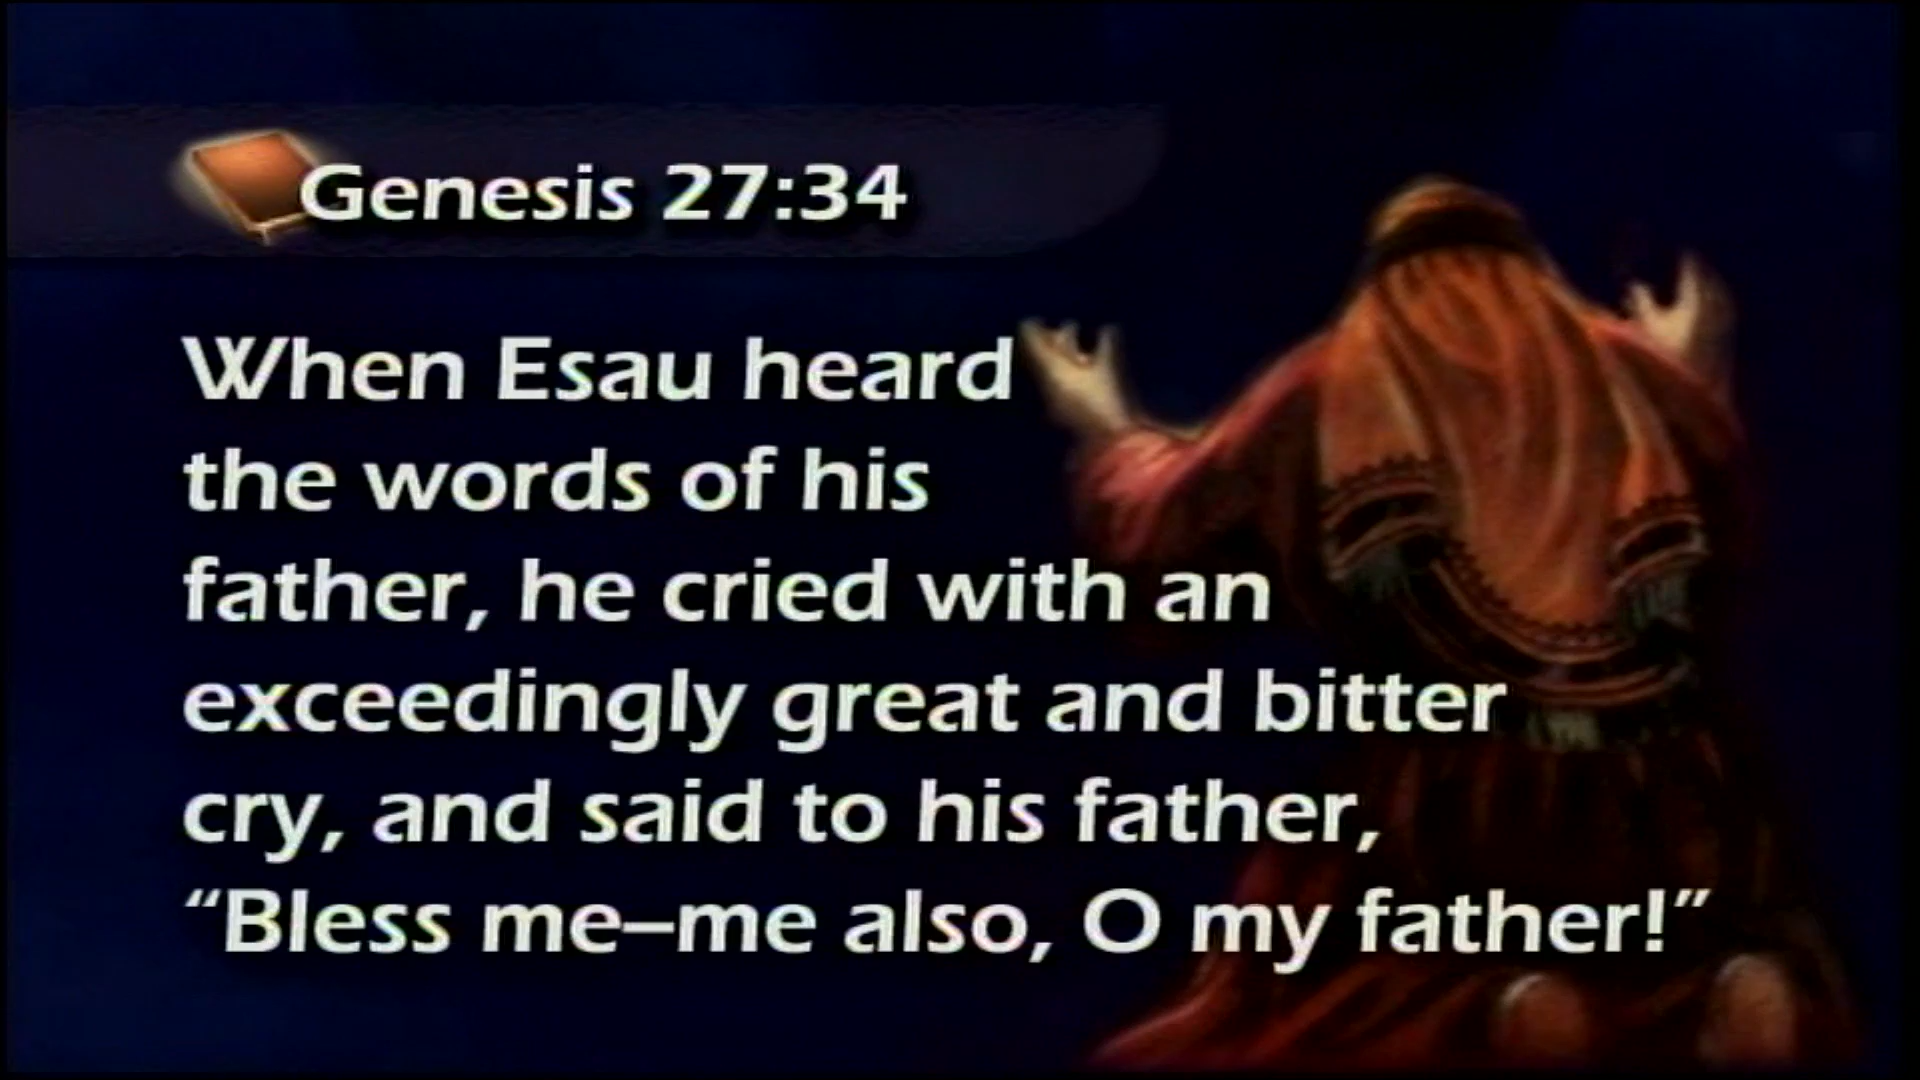 Genesis 27:34
When Esau heard
the words of his
father, he cried with an
exceedingly great and bitter
cry, and said to his father,
“Bless me–me also, O my father!”